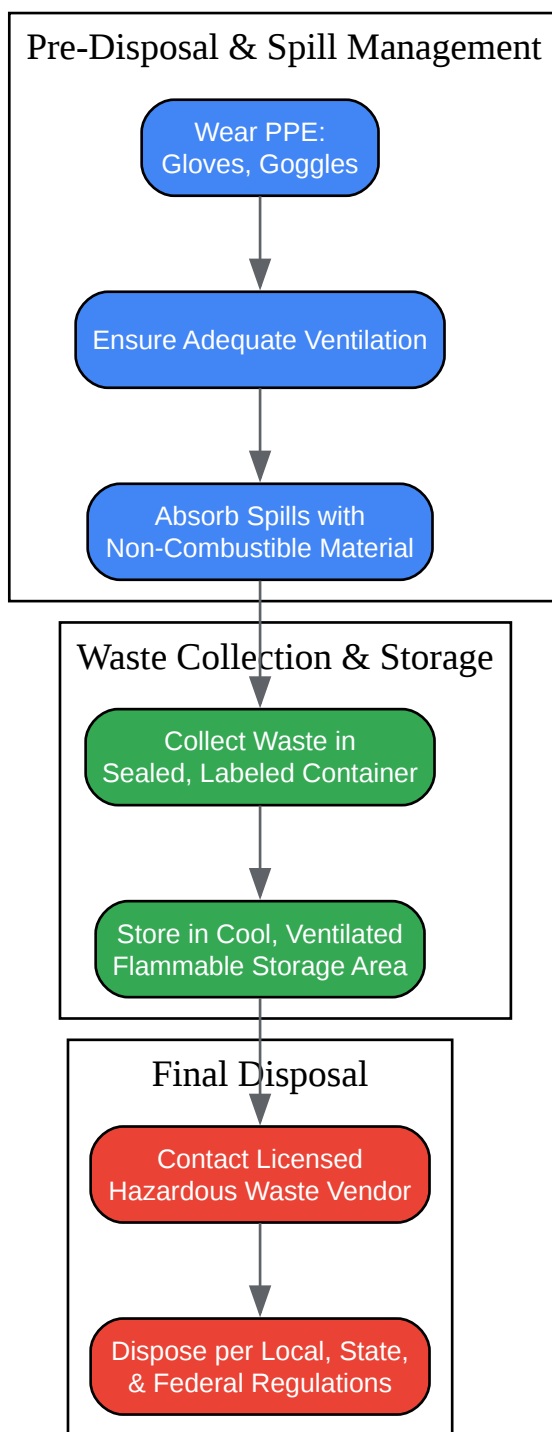 Pre-Disposal & Spill Management
Wear PPE:
Gloves, Goggles
Ensure Adequate Ventilation
Absorb Spills with
Non-Combustible Material
Waste Collection & Storage
Collect Waste in
Sealed, Labeled Container
Store in Cool, Ventilated
Flammable Storage Area
Final Disposal
Contact Licensed
Hazardous Waste Vendor
Dispose per Local, State,
& Federal Regulations